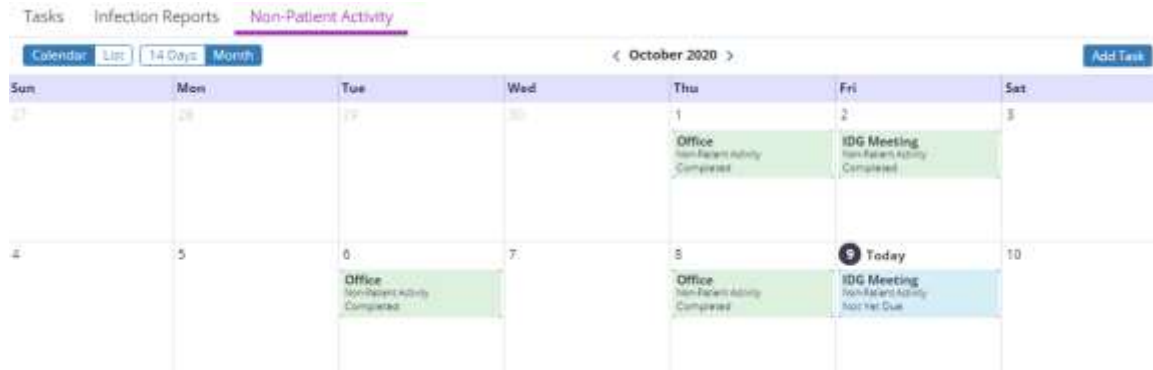 Tasks Infection Reports Non-Patient Activity
Calendar List 14 Days Month < October 2020 > Add Task
Sun Mon Tue Wed Thu Fri Sat
27 28 29 30 1 2 3
Office IDG Meeting
Non-Patient Activity Non-Patient Activity
Completed Completed
4 5 6 7 8 9 Today 10
Office Office IDG Meeting
Non-Patient Activity Non-Patient Activity Non-Patient Activity
Completed Completed Not Yet Due